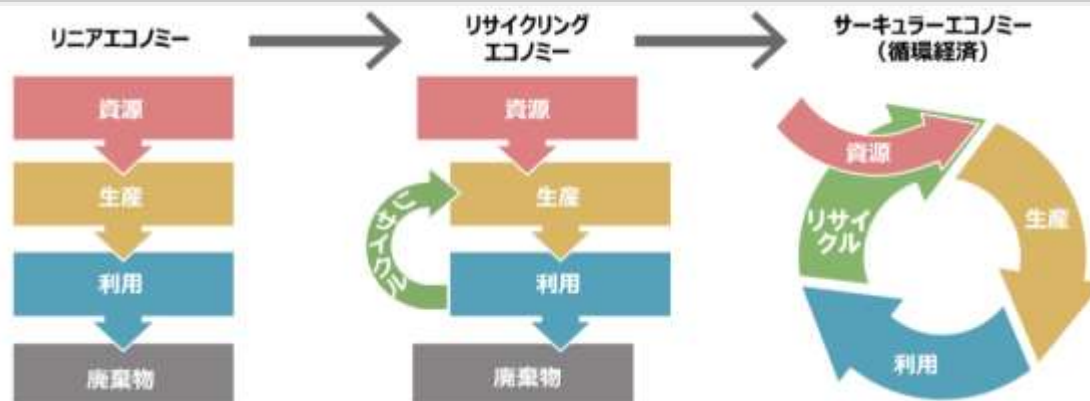 リニアエコノミー
資源
生産
利用
廃棄物
リサイクリング
エコノミー
資源
生産
リサイクル
利用
廃棄物
サーキュラーエコノミー
(循環経済)
資源
リサイ
クル
生産
利用